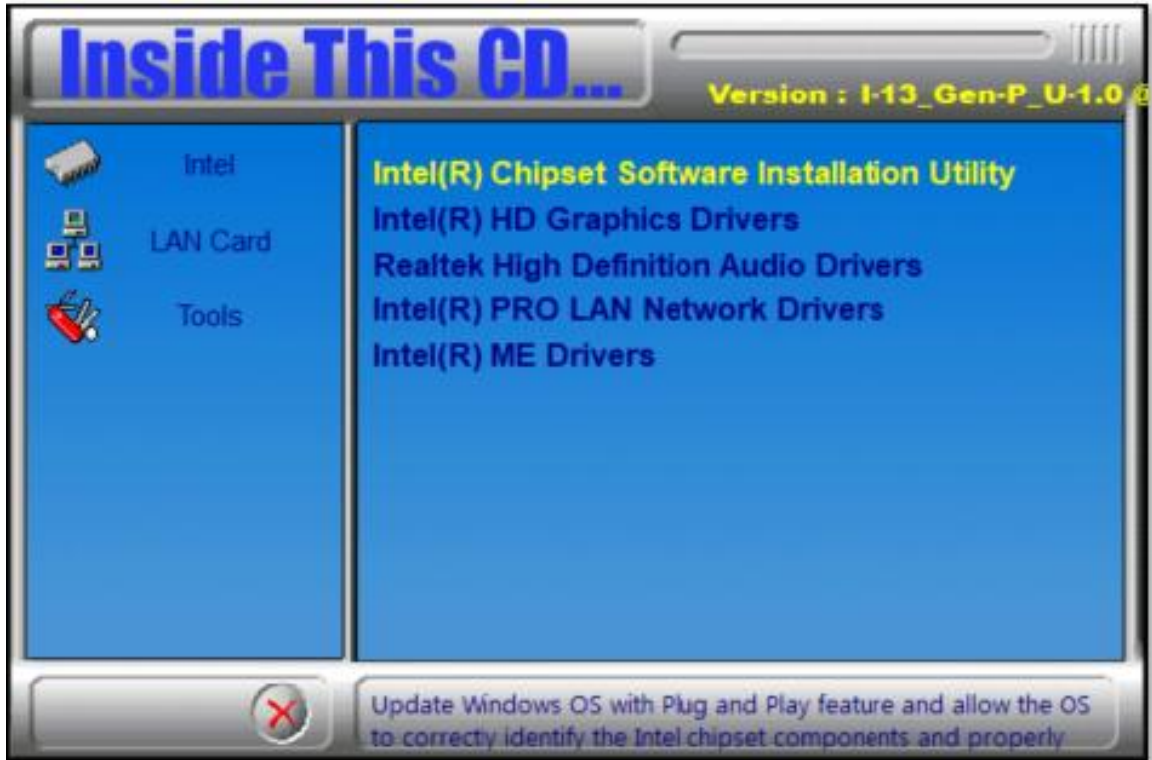 Inside This CD...
Version : I-13_Gen-P_U-1.0
Intel
LAN Card
Tools
Intel(R) Chipset Software Installation Utility
Intel(R) HD Graphics Drivers
Realtek High Definition Audio Drivers
Intel(R) PRO LAN Network Drivers
Intel(R) ME Drivers
Update Windows OS with Plug and Play feature and allow the OS
to correctly identify the Intel chipset components and properly